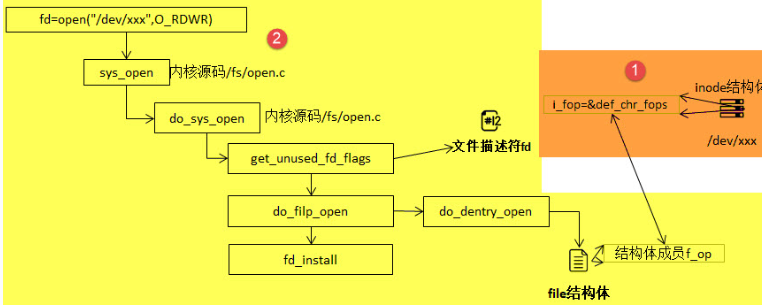 fd=open("/dev/xxx",O_RDWR)
2
sys_open
内核源码/fs/open.c
do_sys_open
内核源码/fs/open.c
#!2
文件描述符fd
get_unused_fd_flags
do_filp_open
do_dentry_open
fd_install
file结构体
结构体成员f_op
1
i_fop=&def_chr_fops
inode结构体
/dev/xxx